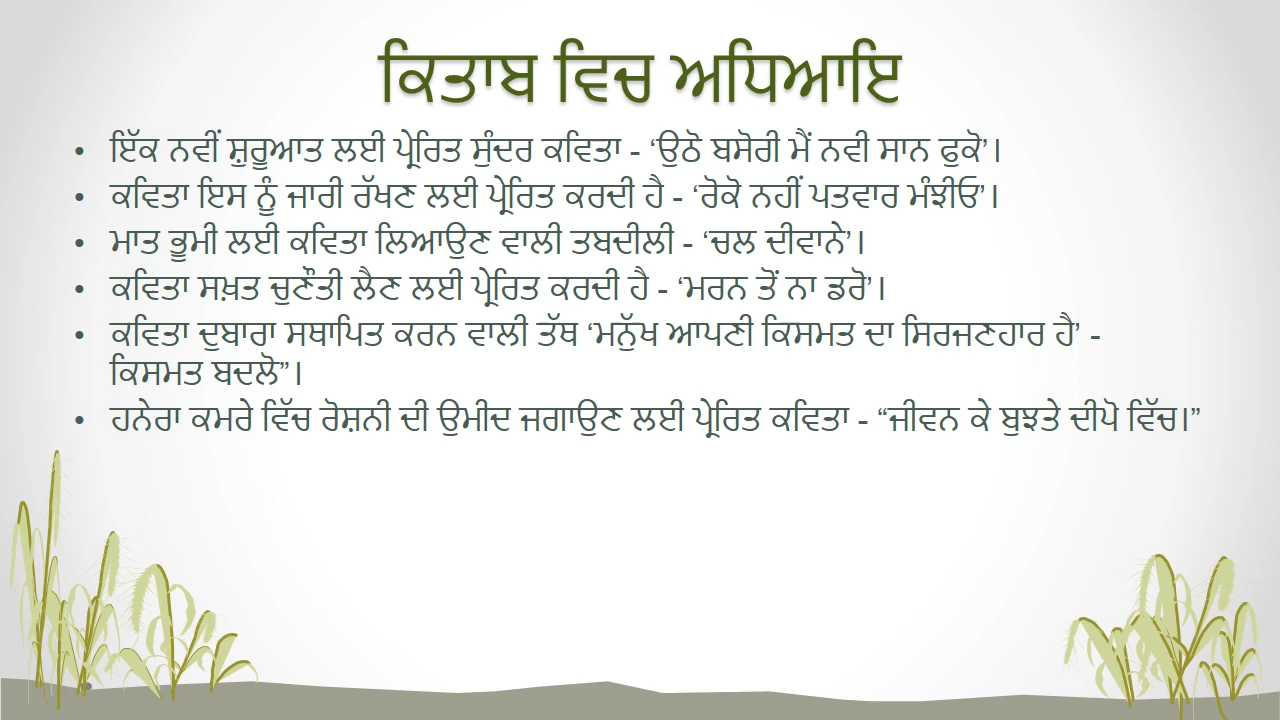 ਕਿਤਾਬ ਵਿਚ ਅਧਿਆਇ
• ਇੱਕ ਨਵੀਂ ਸ਼ੁਰੂਆਤ ਲਈ ਪ੍ਰੇਰਿਤ ਸੁੰਦਰ ਕਵਿਤਾ - ‘ਉਠੋ ਬਸੋਰੀ ਮੈਂ ਨਵੀ ਸਾਨ ਫੁਕੋ’।
• ਕਵਿਤਾ ਇਸ ਨੂੰ ਜਾਰੀ ਰੱਖਣ ਲਈ ਪ੍ਰੇਰਿਤ ਕਰਦੀ ਹੈ - ‘ਰੋਕੋ ਨਹੀਂ ਪਤਵਾਰ ਮੰਝੀਓ’।
• ਮਾਤ ਭੂਮੀ ਲਈ ਕਵਿਤਾ ਲਿਆਉਣ ਵਾਲੀ ਤਬਦੀਲੀ - ‘ਚਲ ਦੀਵਾਨੇ’।
• ਕਵਿਤਾ ਸਖ਼ਤ ਚੁਣੌਤੀ ਲੈਣ ਲਈ ਪ੍ਰੇਰਿਤ ਕਰਦੀ ਹੈ - ‘ਮਰਨ ਤੋਂ ਨਾ ਡਰੋ’।
• ਕਵਿਤਾ ਦੁਬਾਰਾ ਸਥਾਪਿਤ ਕਰਨ ਵਾਲੀ ਤੱਥ ‘ਮਨੁੱਖ ਆਪਣੀ ਕਿਸਮਤ ਦਾ ਸਿਰਜਣਹਾਰ ਹੈ’ -
ਕਿਸਮਤ ਬਦਲੋ”।
• ਹਨੇਰਾ ਕਮਰੇ ਵਿੱਚ ਰੋਸ਼ਨੀ ਦੀ ਉਮੀਦ ਜਗਾਉਣ ਲਈ ਪ੍ਰੇਰਿਤ ਕਵਿਤਾ - “ਜੀਵਨ ਕੇ ਬੁਝਤੇ ਦੀਪੋ ਵਿੱਚ।”